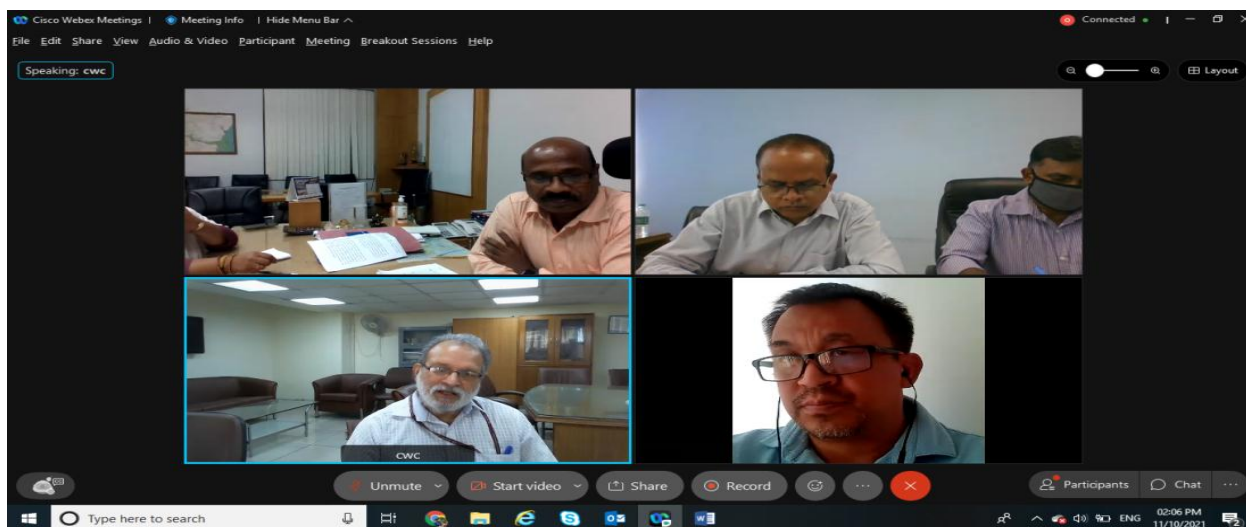 Cisco Webex Meetings | Meeting Info | Hide Menu Bar
Connected
File Edit Share View Audio & Video Participant Meeting Breakout Sessions Help
Speaking: cwc
Layout
cwc
Unmute Start video Share Record
Participants Chat
Type here to search
ENG
02:06 PM
11/10/2021